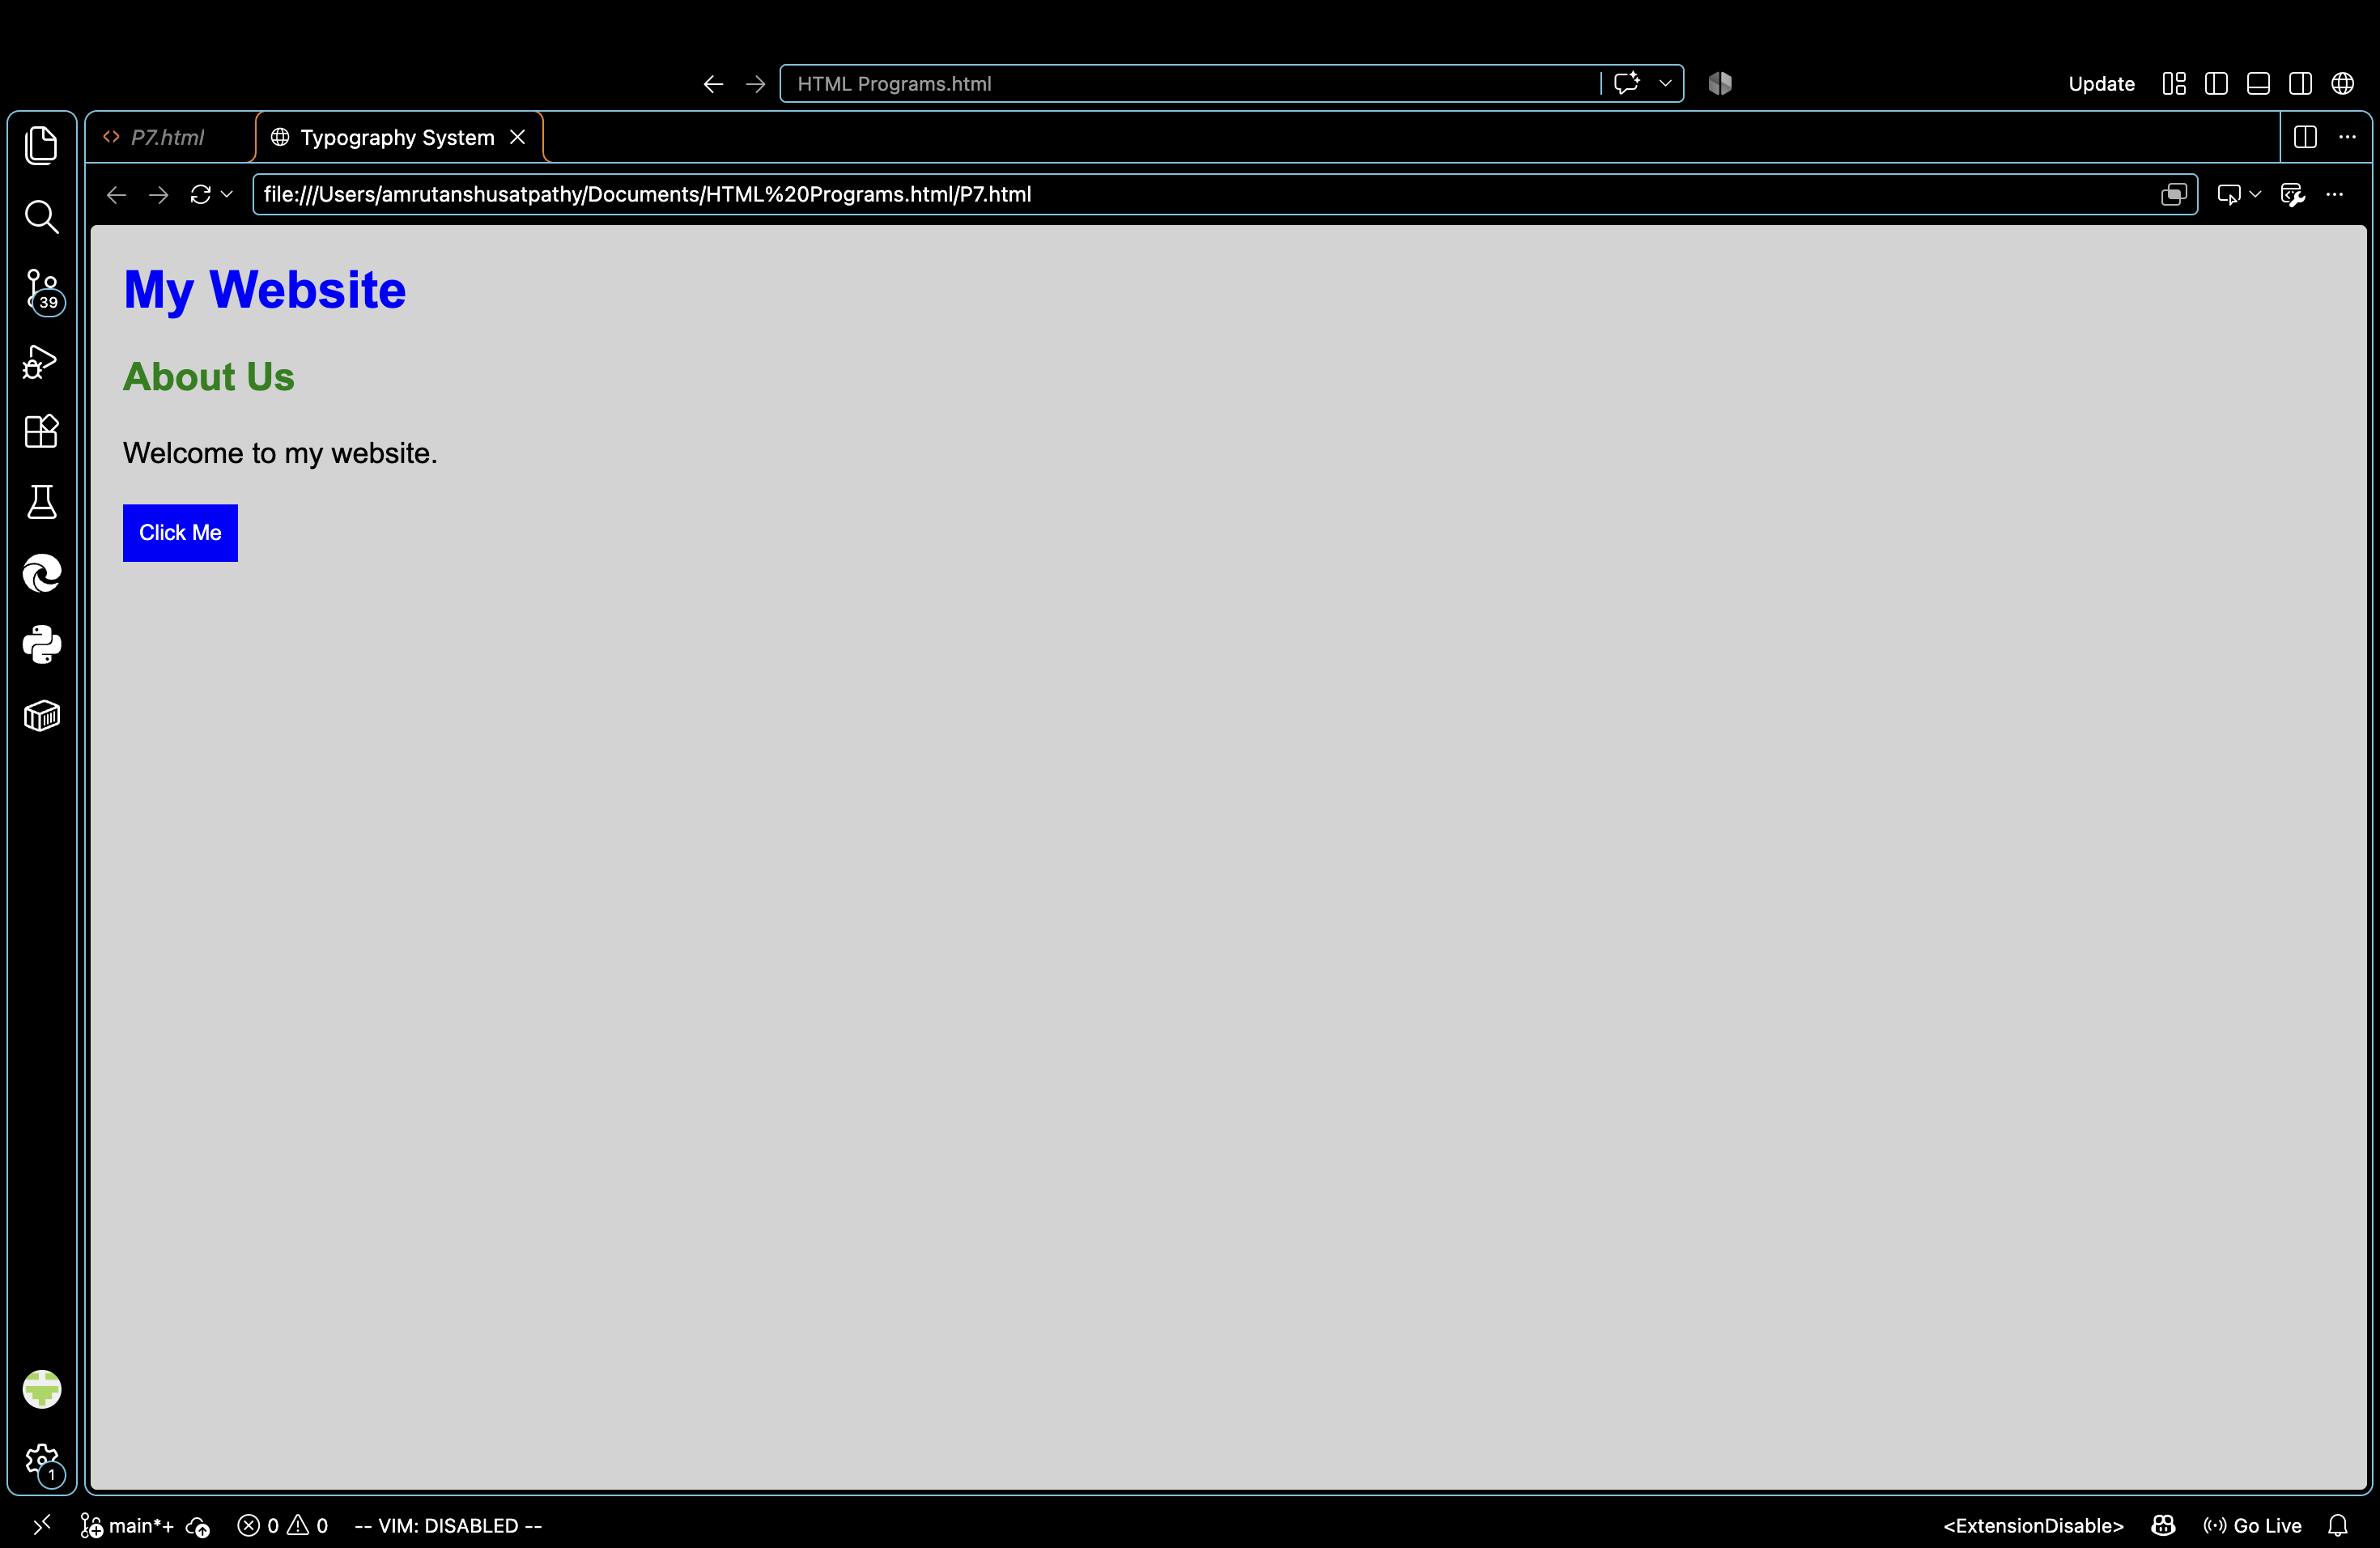 HTML Programs.html
Update
P7.html
Typography System
file:///Users/amrutanshusatpathy/Documents/HTML%20Programs.html/P7.html
My Website
39
About Us
Welcome to my website.
Click Me
1
main*+ 0 0 -- VIM: DISABLED -- <ExtensionDisable> Go Live